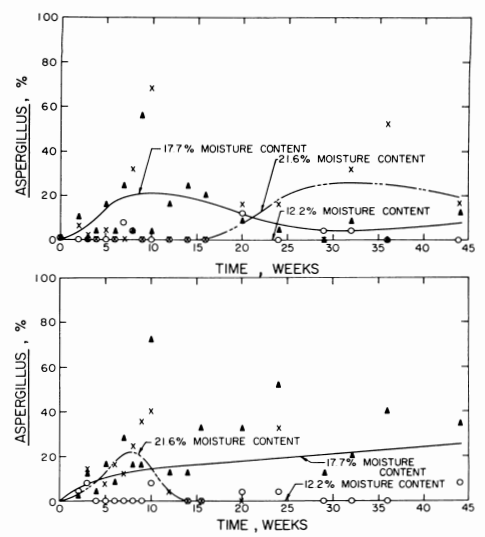 100
80
60
40
20
0
ASPERGILLUS, %
17.7% MOISTURE CONTENT
21.6% MOISTURE CONTENT
12.2% MOISTURE CONTENT
0 5 10 15 20 25 30 35 40 45
TIME , WEEKS
100
80
60
40
20
0
ASPERGILLUS, %
21.6% MOISTURE CONTENT
17.7% MOISTURE
CONTENT
12.2% MOISTURE CONTENT
0 5 10 15 20 25 30 35 40 45
TIME , WEEKS